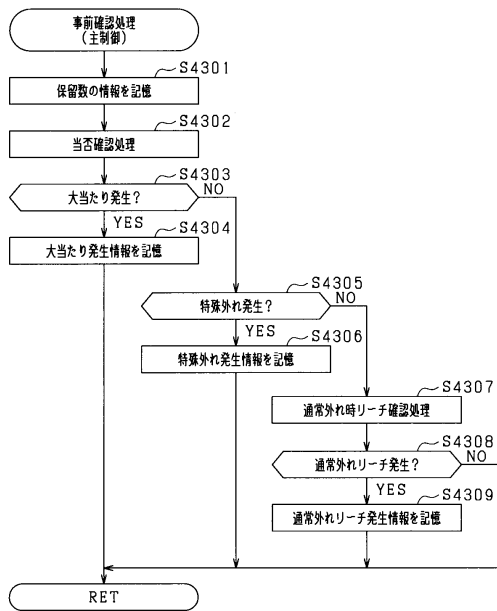 事前確認処理
(主制御)
S4301
保留数の情報を記憶
S4302
当否確認処理
S4303
大当たり発生?
NO
YES
S4304
大当たり発生情報を記憶
S4305
特殊外れ発生?
NO
YES
S4306
特殊外れ発生情報を記憶
S4307
通常外れ時リーチ確認処理
S4308
通常外れリーチ発生?
NO
YES
S4309
通常外れリーチ発生情報を記憶
RET